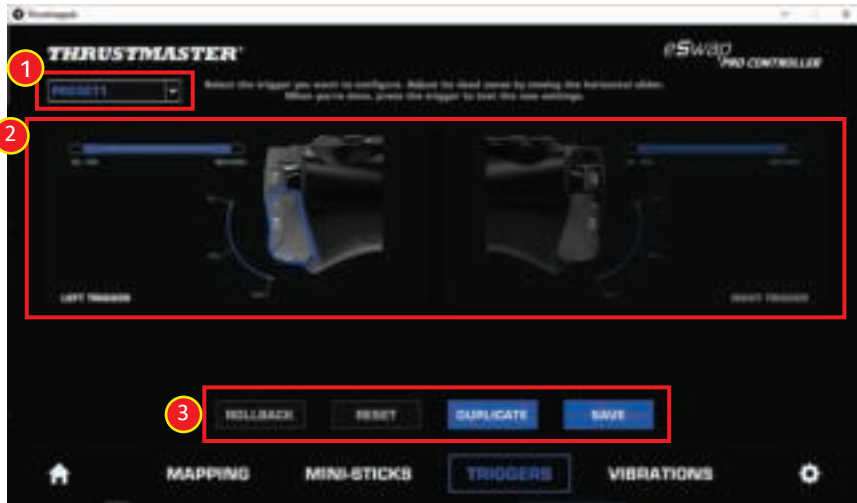 Thrustmapper
THRUSTMASTER
eSwap
PRO CONTROLLER
1
PRESET1
Select the trigger you want to configure. Adjust its dead zones by moving the horizontal slider.
When you're done, press the trigger to test the new settings.
2
LEFT TRIGGER
RIGHT TRIGGER
3
ROLLBACK
RESET
DUPLICATE
SAVE
MAPPING
MINI-STICKS
TRIGGERS
VIBRATIONS